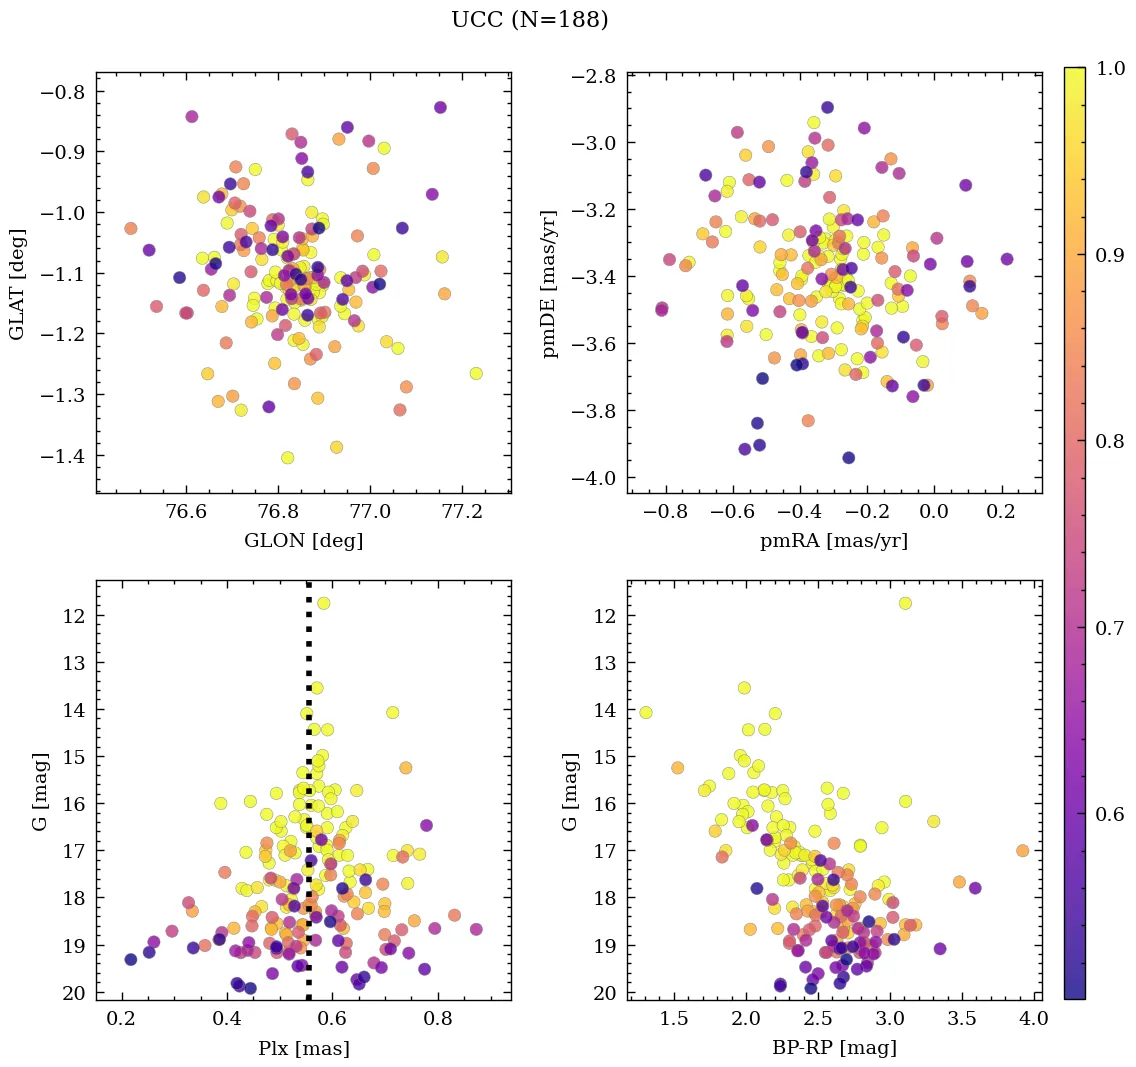 UCC (N=188)
−0.8
−0.9
−1.0
−1.1
−1.2
−1.3
−1.4
GLAT [deg]
76.6 76.8 77.0 77.2
GLON [deg]
−2.8
−3.0
−3.2
−3.4
−3.6
−3.8
−4.0
pmDE [mas/yr]
−0.8 −0.6 −0.4 −0.2 0.0 0.2
pmRA [mas/yr]
12
13
14
15
16
17
18
19
20
G [mag]
0.2 0.4 0.6 0.8
Plx [mas]
12
13
14
15
16
17
18
19
20
G [mag]
1.5 2.0 2.5 3.0 3.5 4.0
BP-RP [mag]
1.0
0.9
0.8
0.7
0.6